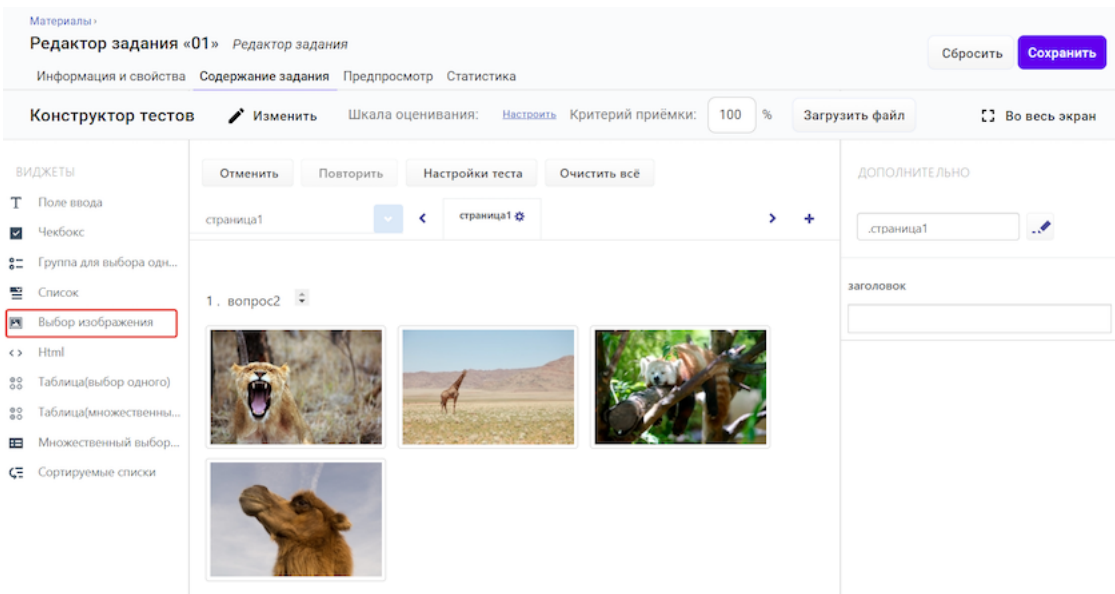 Материалы ›
Редактор задания «01» Редактор задания
Сбросить
Сохранить
Информация и свойства Содержание задания Предпросмотр Статистика
Конструктор тестов Изменить Шкала оценивания: Настроить Критерий приёмки: 100 % Загрузить файл Во весь экран
ВИДЖЕТЫ
Поле ввода
Чекбокс
Группа для выбора одн...
Список
Выбор изображения
Html
Таблица(выбор одного)
Таблица(множественны...
Множественный выбор...
Сортируемые списки
Отменить Повторить Настройки теста Очистить всё
страница1 страница1
1. вопрос2
ДОПОЛНИТЕЛЬНО
.страница1
заголовок